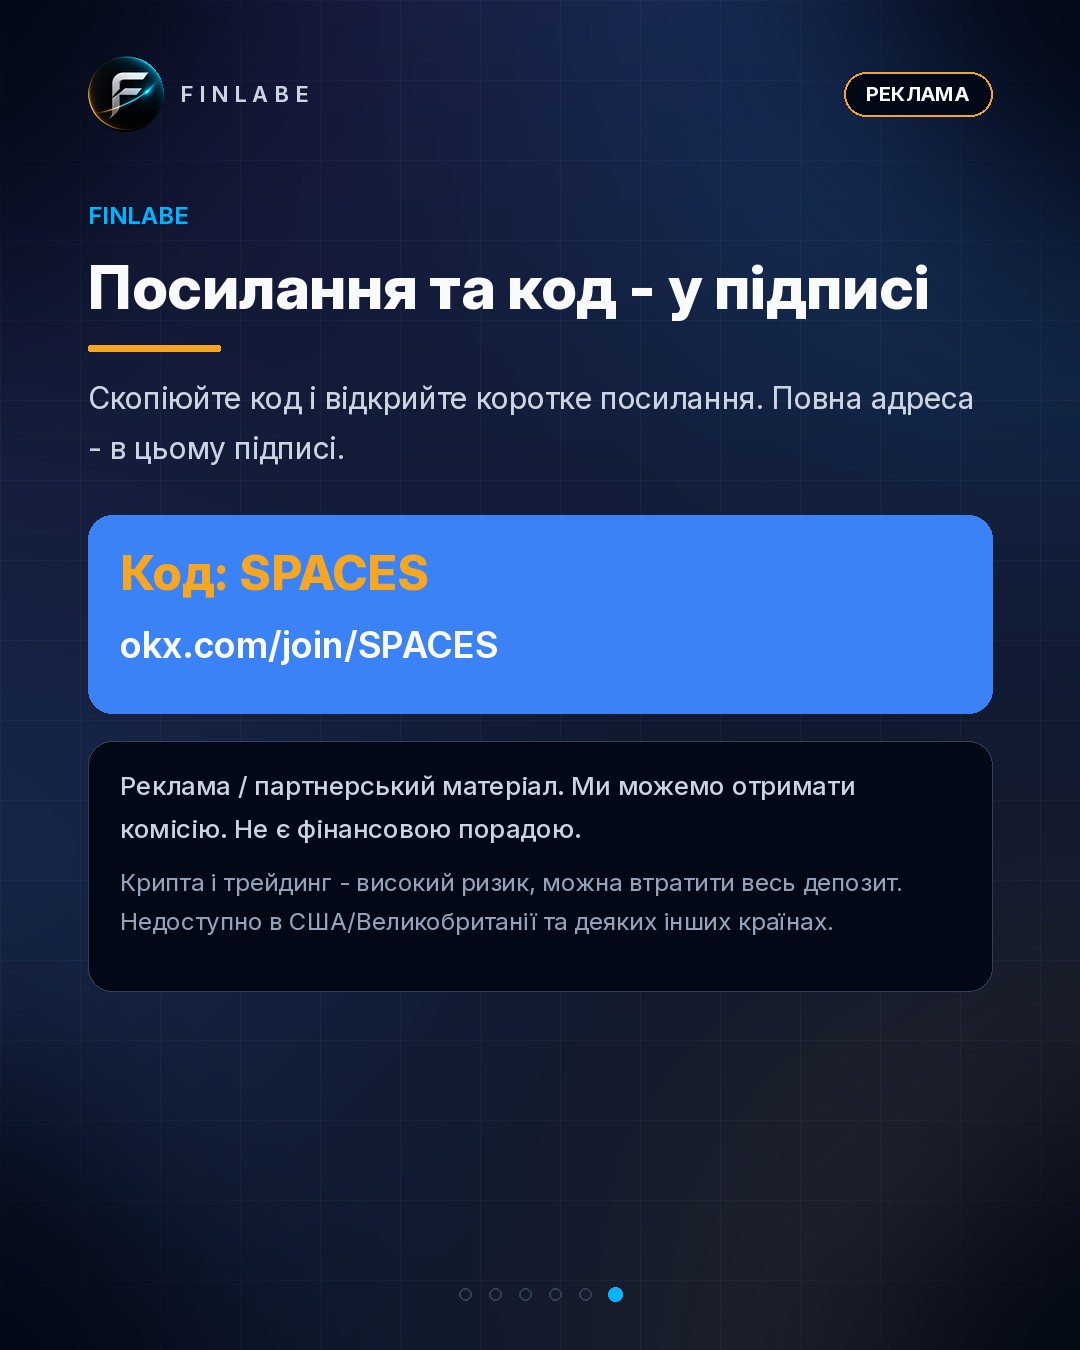 FINLABE
РЕКЛАМА
FINLABE
Посилання та код - у підписі
Скопіюйте код і відкрийте коротке посилання. Повна адреса
- в цьому підписі.
Код: SPACES
okx.com/join/SPACES
Реклама / партнерський матеріал. Ми можемо отримати
комісію. Не є фінансовою порадою.
Крипта і трейдинг - високий ризик, можна втратити весь депозит.
Недоступно в США/Великобританії та деяких інших країнах.